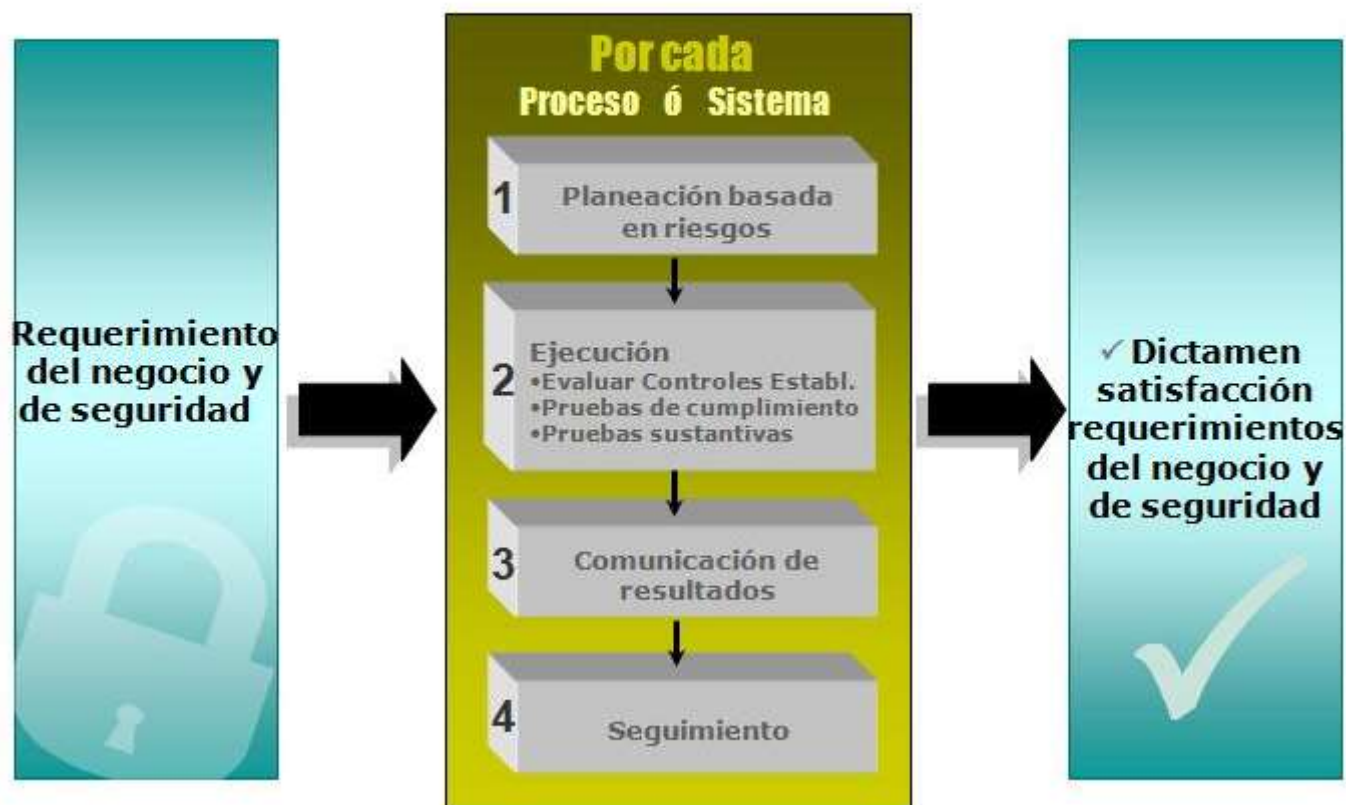 Requerimiento
del negocio y
de seguridad
Por cada
Proceso ó Sistema
1
Planeación basada
en riesgos
2
Ejecución
•Evaluar Controles Establ.
•Pruebas de cumplimiento
•Pruebas sustantivas
3
Comunicación de
resultados
4
Seguimiento
✓ Dictamen
satisfacción
requerimientos
del negocio y
de seguridad